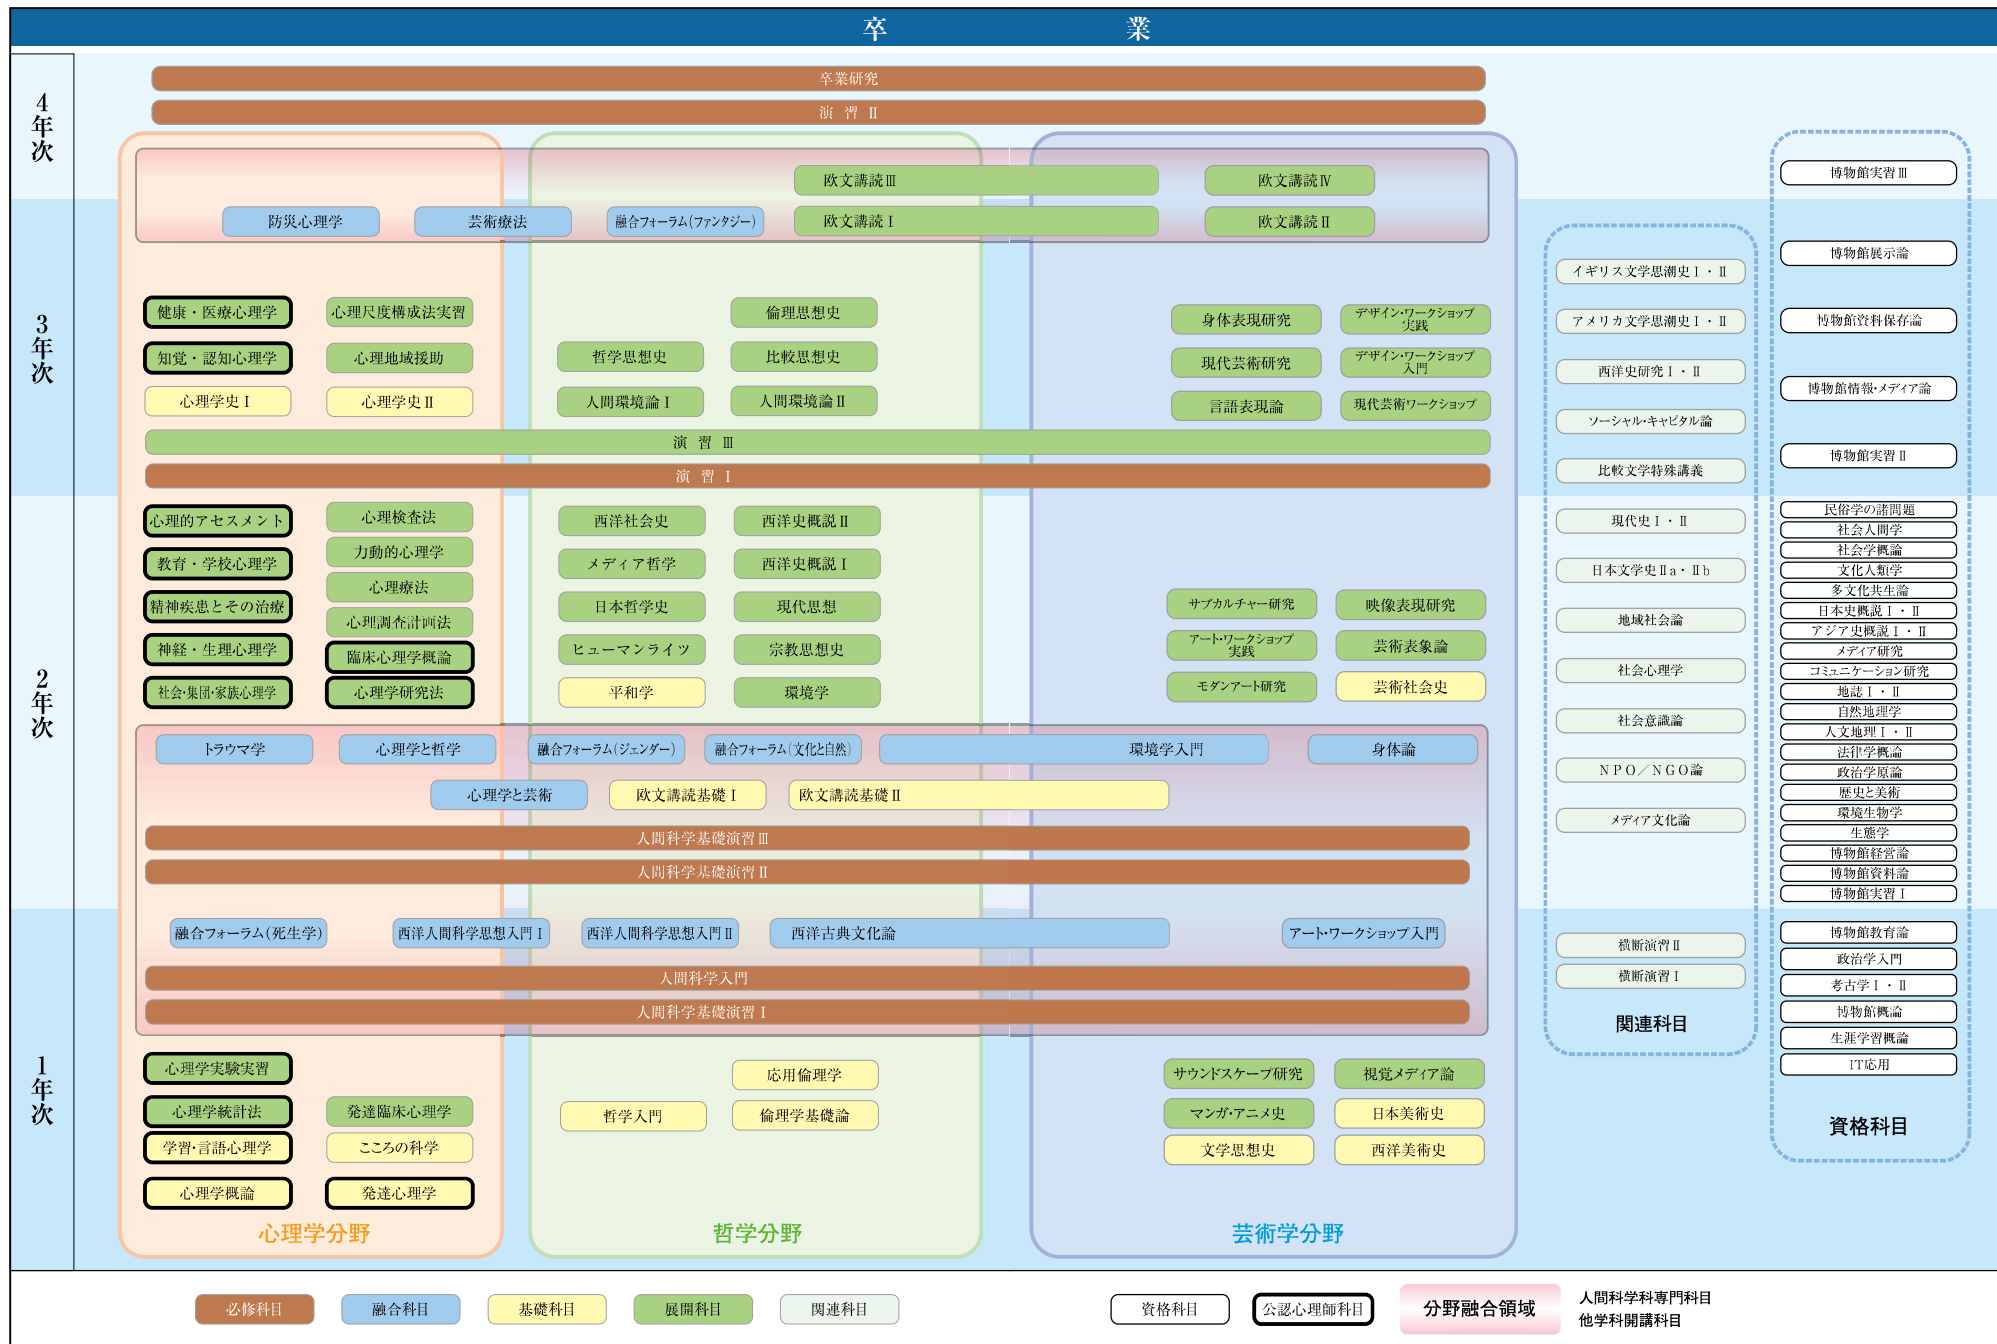 卒 業
4年次
卒業研究
演 習 Ⅱ
欧文講読Ⅲ
欧文講読Ⅳ
防災心理学
芸術療法
融合フォーラム(ファンタジー)
欧文講読Ⅰ
欧文講読Ⅱ
3年次
健康・医療心理学
心理尺度構成法実習
倫理思想史
身体表現研究
デザイン・ワークショップ
実践
知覚・認知心理学
心理地域援助
哲学思想史
比較思想史
現代芸術研究
デザイン・ワークショップ
入門
心理学史Ⅰ
心理学史Ⅱ
人間環境論Ⅰ
人間環境論Ⅱ
言語表現論
現代芸術ワークショップ
演 習 Ⅲ
演 習 Ⅰ
2年次
心理的アセスメント
心理検査法
西洋社会史
西洋史概説Ⅱ
教育・学校心理学
力動的心理学
メディア哲学
西洋史概説Ⅰ
精神疾患とその治療
心理療法
日本哲学史
現代思想
サブカルチャー研究
映像表現研究
心理調査計画法
神経・生理心理学
臨床心理学概論
ヒューマンライツ
宗教思想史
アート・ワークショップ
実践
芸術表象論
社会・集団・家族心理学
心理学研究法
平和学
環境学
モダンアート研究
芸術社会史
トラウマ学
心理学と哲学
融合フォーラム(ジェンダー)
融合フォーラム(文化と自然)
環境学入門
身体論
心理学と芸術
欧文講読基礎Ⅰ
欧文講読基礎Ⅱ
人間科学基礎演習Ⅲ
人間科学基礎演習Ⅱ
1年次
融合フォーラム(死生学)
西洋人間科学思想入門Ⅰ
西洋人間科学思想入門Ⅱ
西洋古典文化論
アート・ワークショップ入門
人間科学入門
人間科学基礎演習Ⅰ
心理学実験実習
応用倫理学
サウンドスケープ研究
視覚メディア論
心理学統計法
発達臨床心理学
哲学入門
倫理学基礎論
マンガ・アニメ史
日本美術史
学習・言語心理学
こころの科学
文学思想史
西洋美術史
心理学概論
発達心理学
心理学分野
哲学分野
芸術学分野
イギリス文学思潮史Ⅰ・Ⅱ
アメリカ文学思潮史Ⅰ・Ⅱ
西洋史研究Ⅰ・Ⅱ
ソーシャル・キャピタル論
比較文学特殊講義
現代史Ⅰ・Ⅱ
日本文学史Ⅱa・Ⅱb
地域社会論
社会心理学
社会意識論
NPO／NGO論
メディア文化論
横断演習Ⅱ
横断演習Ⅰ
関連科目
博物館実習Ⅲ
博物館展示論
博物館資料保存論
博物館情報・メディア論
博物館実習Ⅱ
民俗学の諸問題
社会人間学
社会学概論
文化人類学
多文化共生論
日本史概説Ⅰ・Ⅱ
アジア史概説Ⅰ・Ⅱ
メディア研究
コミュニケーション研究
地誌Ⅰ・Ⅱ
自然地理学
人文地理Ⅰ・Ⅱ
法律学概論
政治学原論
歴史と美術
環境生物学
生態学
博物館経営論
博物館資料論
博物館実習Ⅰ
博物館教育論
政治学入門
考古学Ⅰ・Ⅱ
博物館概論
生涯学習概論
IT応用
資格科目
必修科目
融合科目
基礎科目
展開科目
関連科目
資格科目
公認心理師科目
分野融合領域
人間科学科専門科目
他学科開講科目